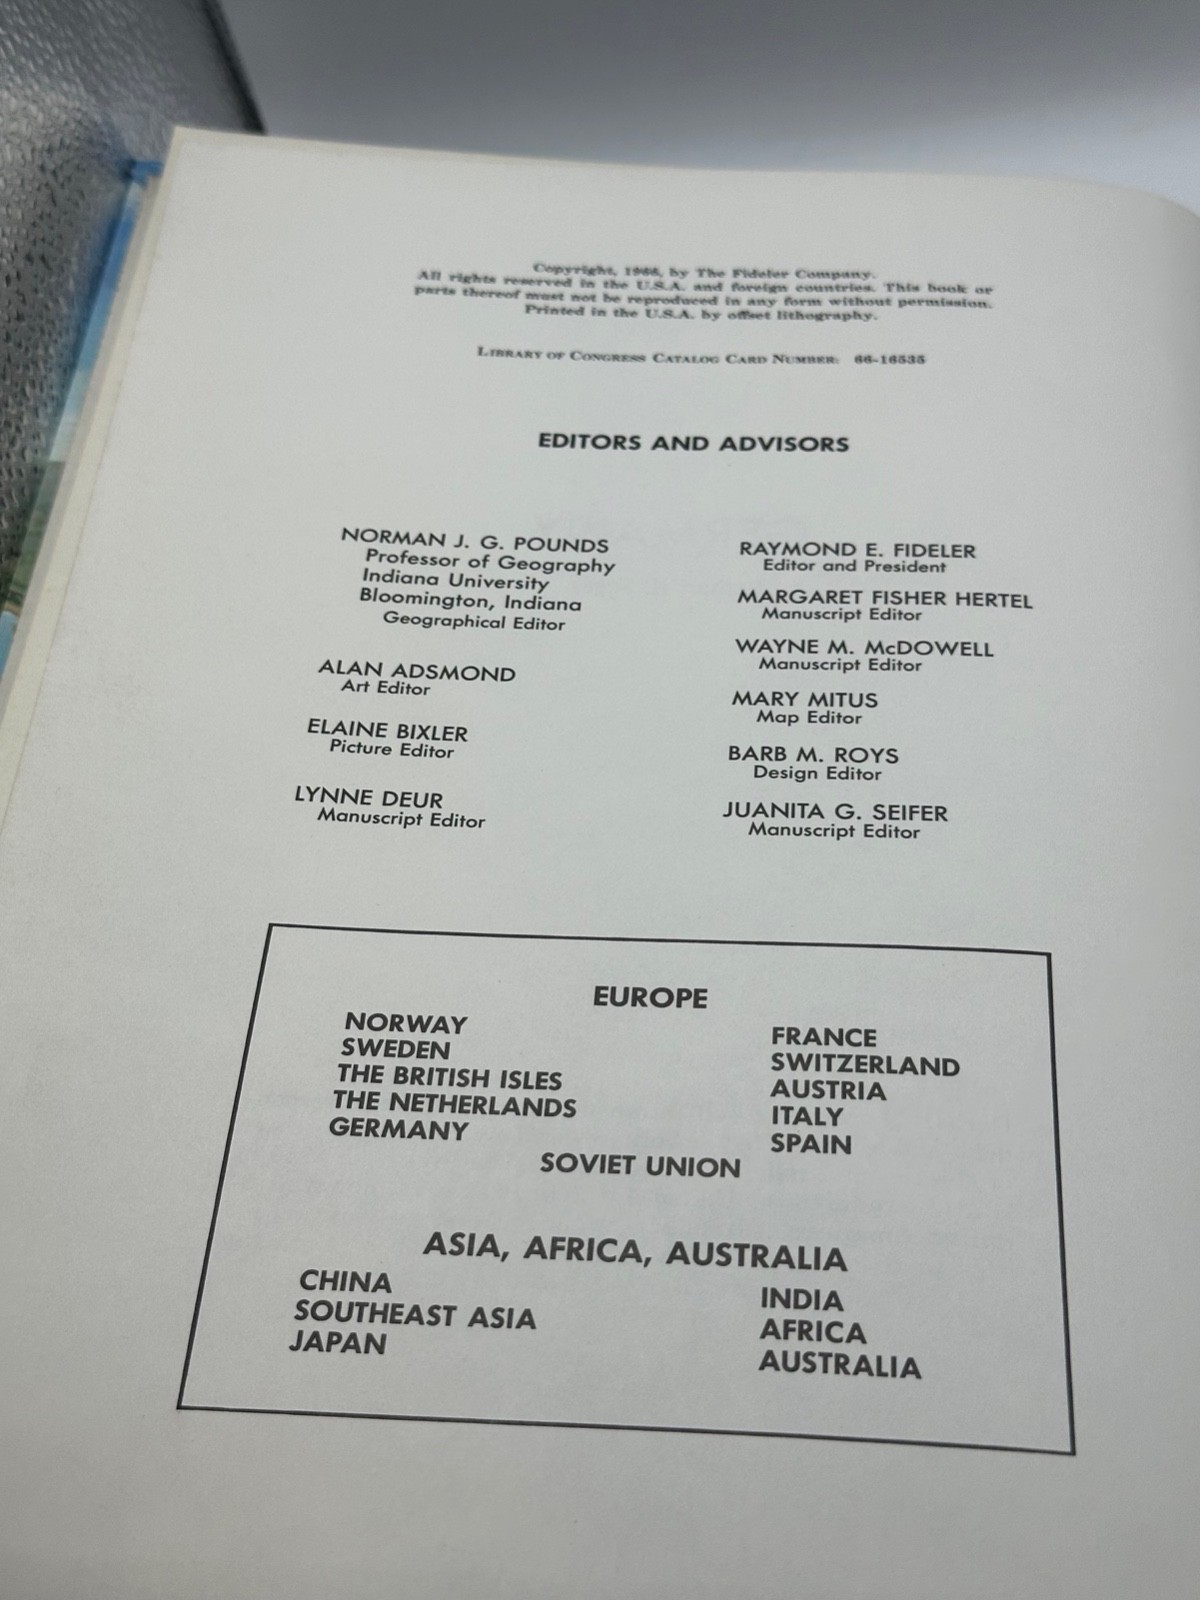 Copyright, 1966, by The Fideler Company.
All rights reserved in the U.S.A. and foreign countries. This book or
parts thereof must not be reproduced in any form without permission.
Printed in the U.S.A. by offset lithography.
LIBRARY OF CONGRESS CATALOG CARD NUMBER: 66-16535
EDITORS AND ADVISORS
NORMAN J. G. POUNDS
Professor of Geography
Indiana University
Bloomington, Indiana
Geographical Editor
ALAN ADSMOND
Art Editor
ELAINE BIXLER
Picture Editor
LYNNE DEUR
Manuscript Editor
RAYMOND E. FIDELER
Editor and President
MARGARET FISHER HERTEL
Manuscript Editor
WAYNE M. McDOWELL
Manuscript Editor
MARY MITUS
Map Editor
BARB M. ROYS
Design Editor
JUANITA G. SEIFER
Manuscript Editor
EUROPE
NORWAY
SWEDEN
THE BRITISH ISLES
THE NETHERLANDS
GERMANY
FRANCE
SWITZERLAND
AUSTRIA
ITALY
SPAIN
SOVIET UNION
ASIA, AFRICA, AUSTRALIA
CHINA
SOUTHEAST ASIA
JAPAN
INDIA
AFRICA
AUSTRALIA